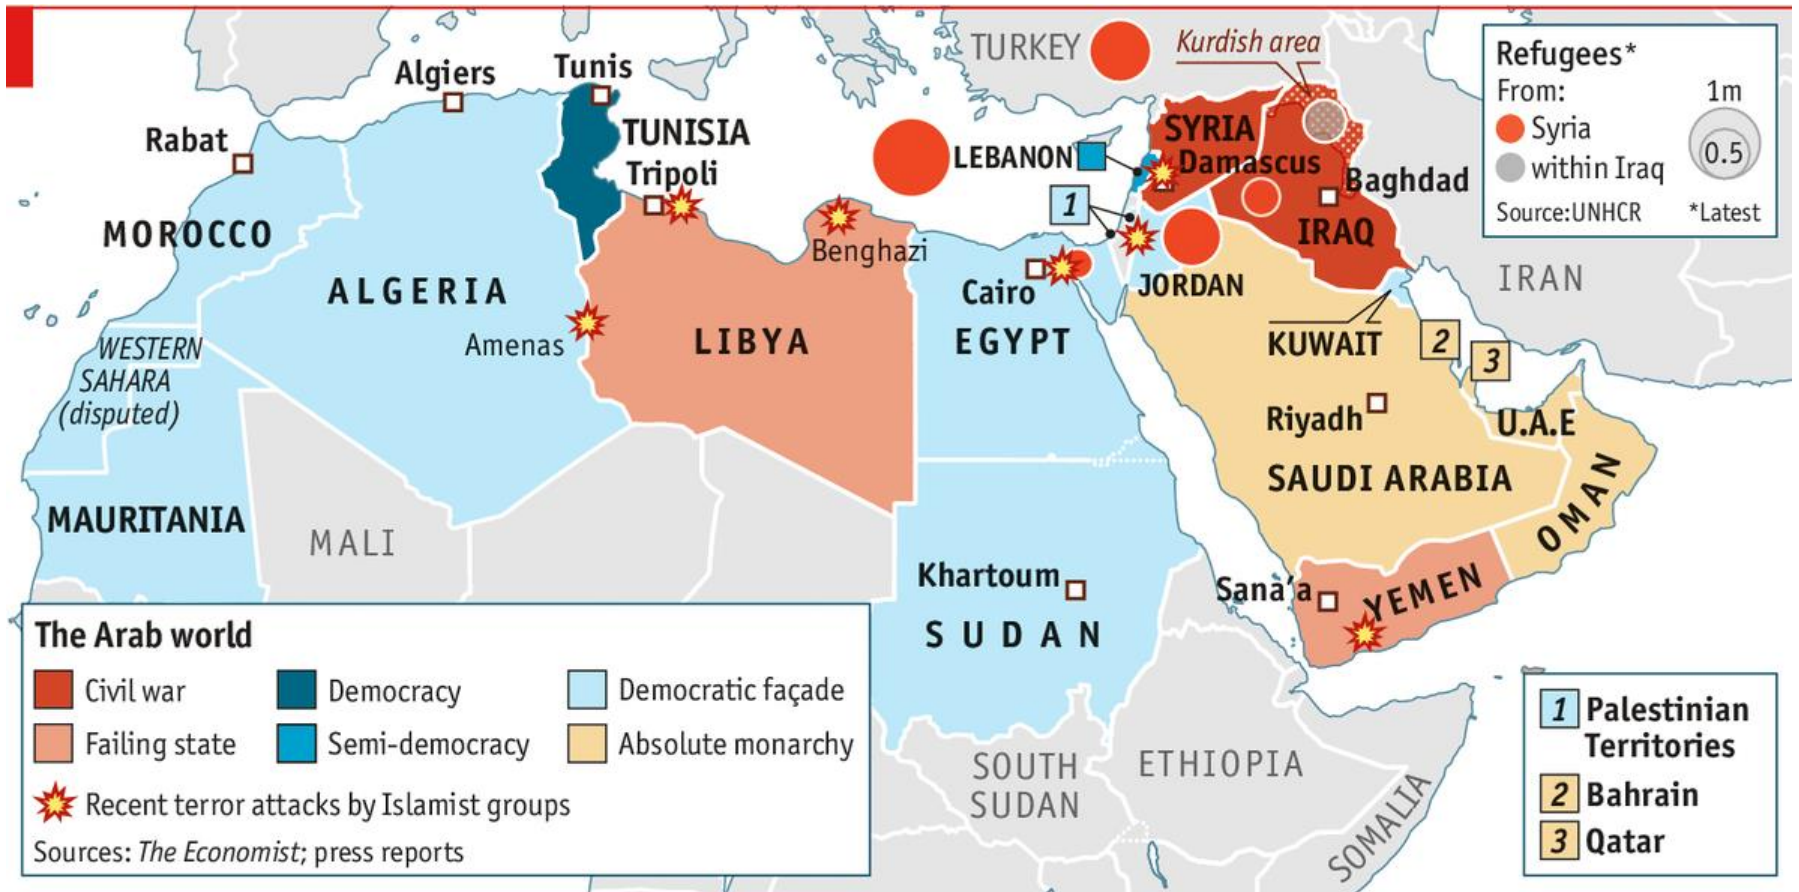 TURKEY
Kurdish area
Algiers
Tunis
Rabat
TUNISIA
Tripoli
LEBANON
SYRIA
Damascus
Baghdad
IRAQ
1
MOROCCO
Benghazi
ALGERIA
Amenas
LIBYA
Cairo
EGYPT
JORDAN
KUWAIT
2
3
IRAN
WESTERN
SAHARA
(disputed)
Riyadh
U.A.E
SAUDI ARABIA
OMAN
MAURITANIA
MALI
Khartoum
SUDAN
Sana'a
YEMEN
SOUTH
SUDAN
ETHIOPIA
SOMALIA
Refugees*
From:
Syria
within Iraq
1m
0.5
Source:UNHCR
*Latest
The Arab world
Civil war
Democracy
Democratic façade
Failing state
Semi-democracy
Absolute monarchy
Recent terror attacks by Islamist groups
Sources: The Economist; press reports
1 Palestinian
Territories
2 Bahrain
3 Qatar